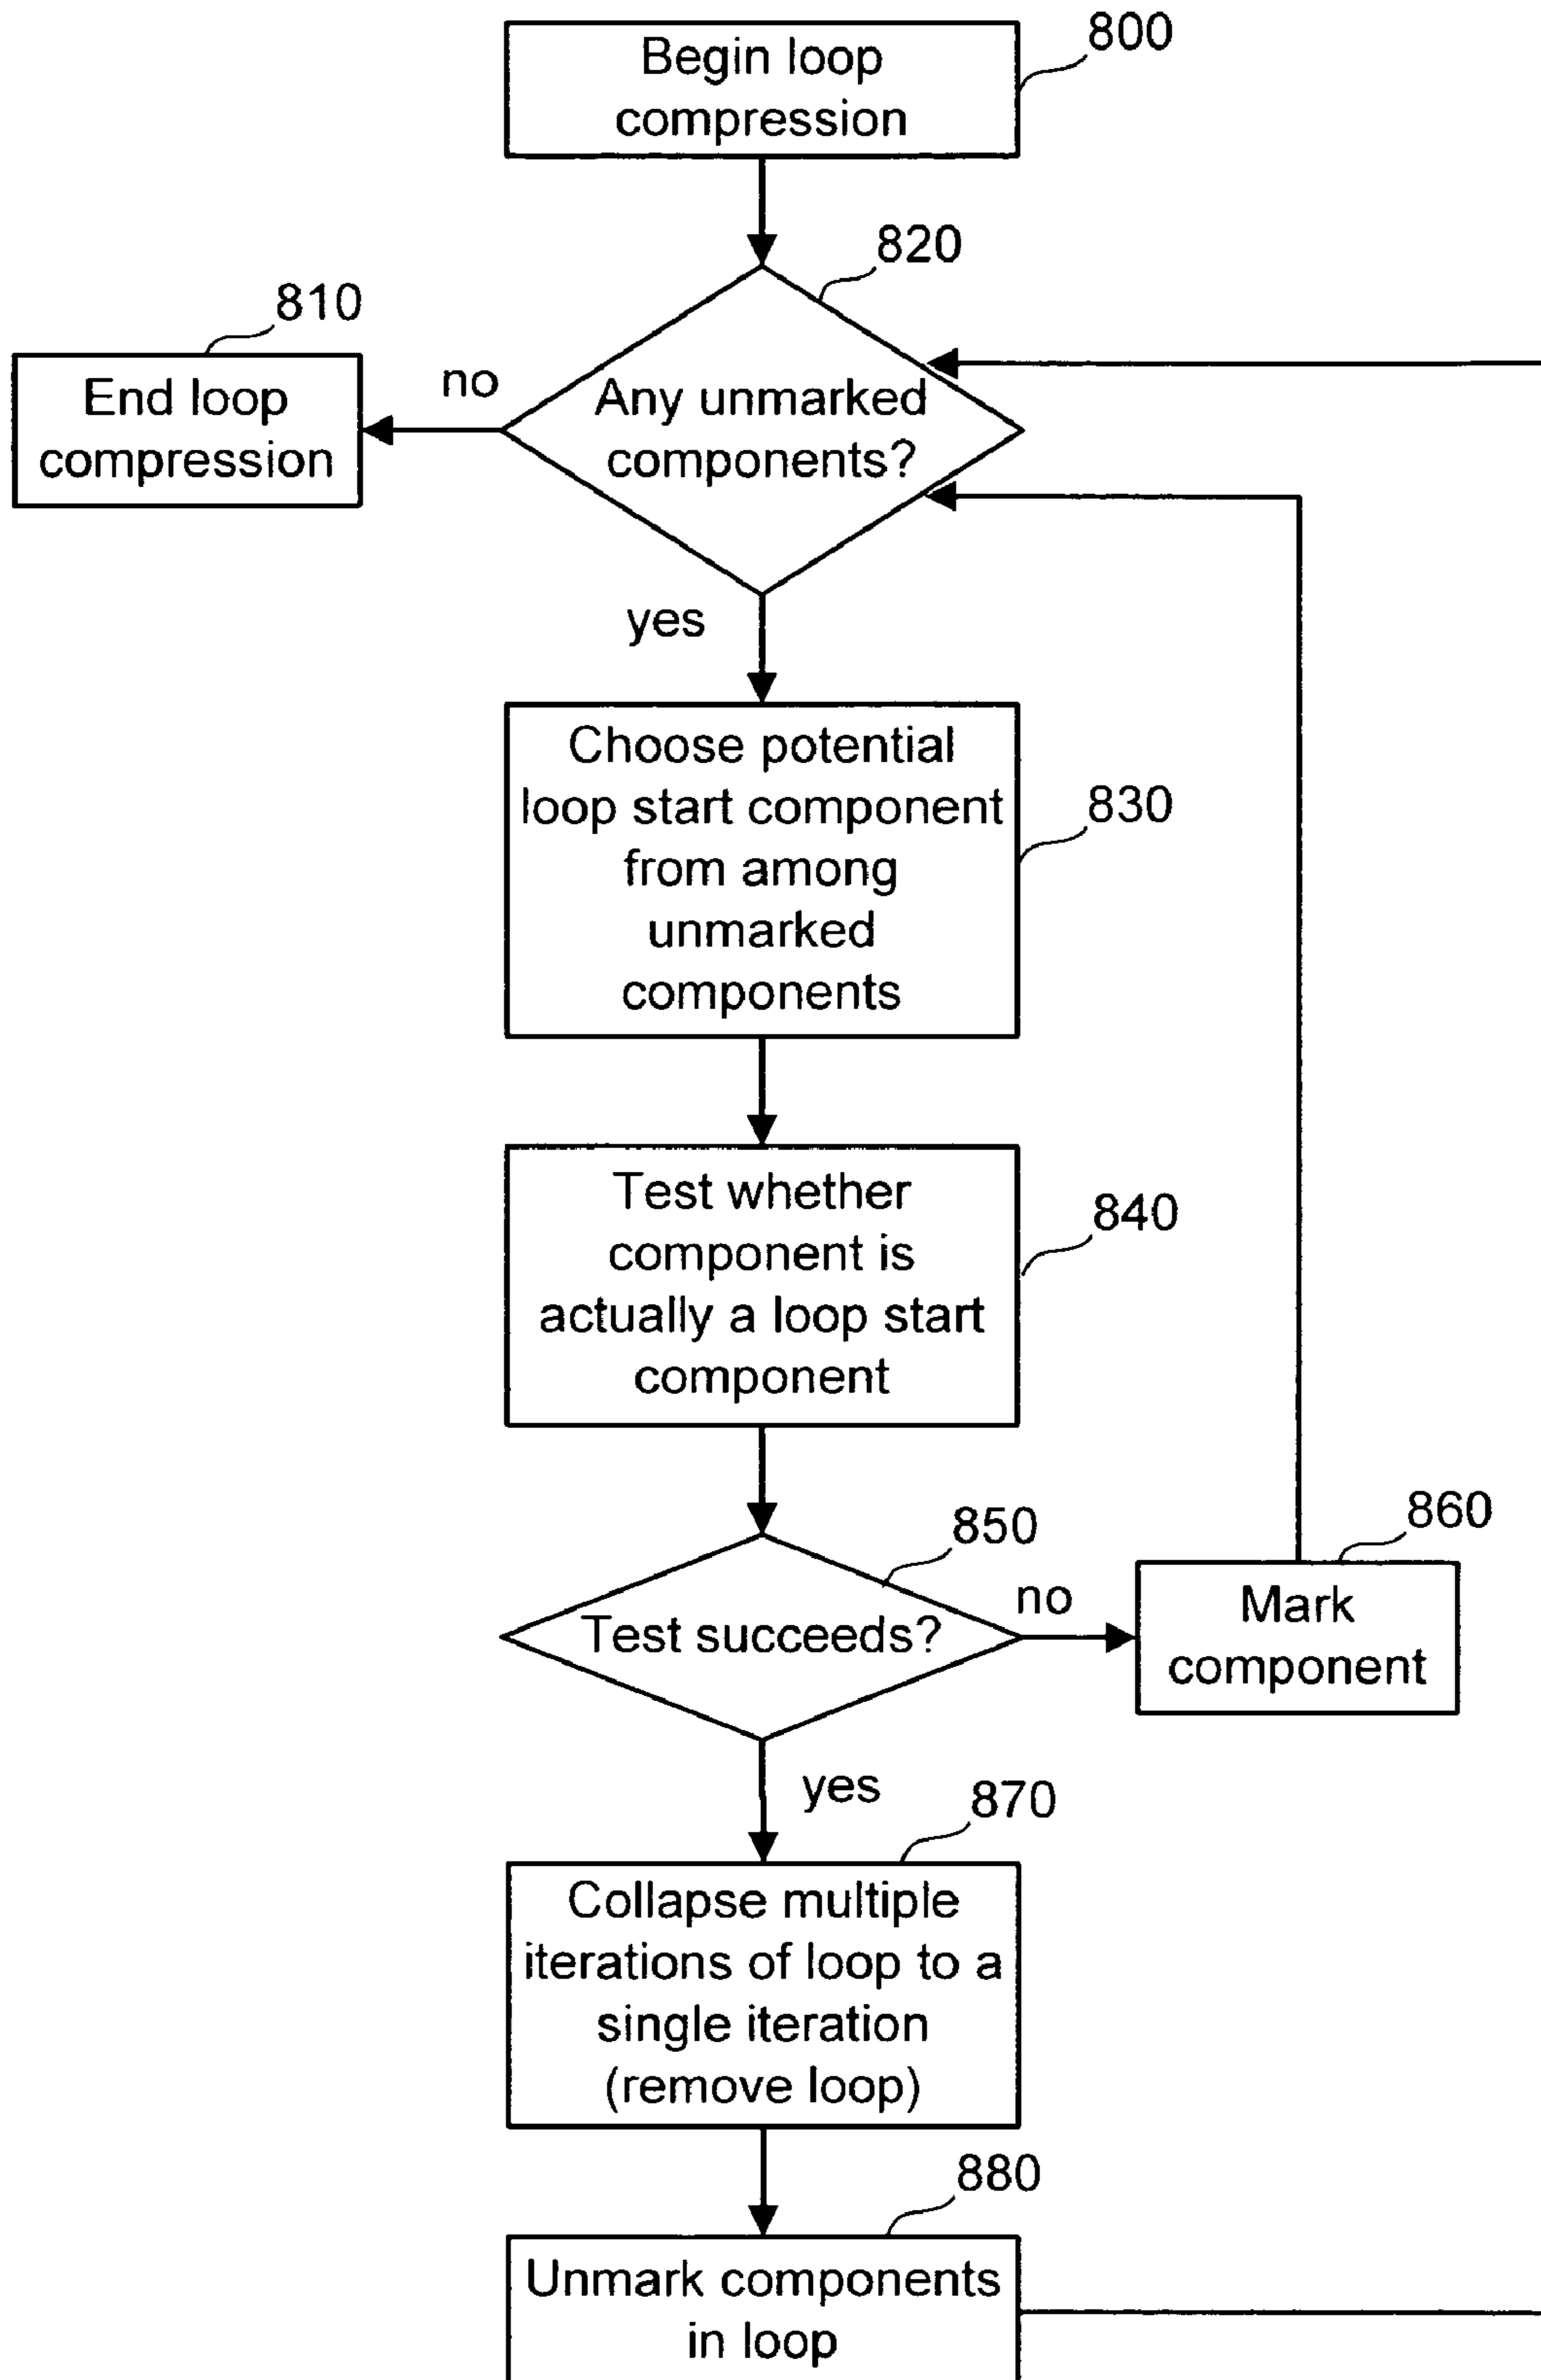 Begin loop
compression
800
820
810
End loop
compression
no
Any unmarked
components?
yes
Choose potential
loop start component
from among
unmarked
components
830
Test whether
component is
actually a loop start
component
840
850
Test succeeds?
no
860
Mark
component
yes
870
Collapse multiple
iterations of loop to a
single iteration
(remove loop)
880
Unmark components
in loop